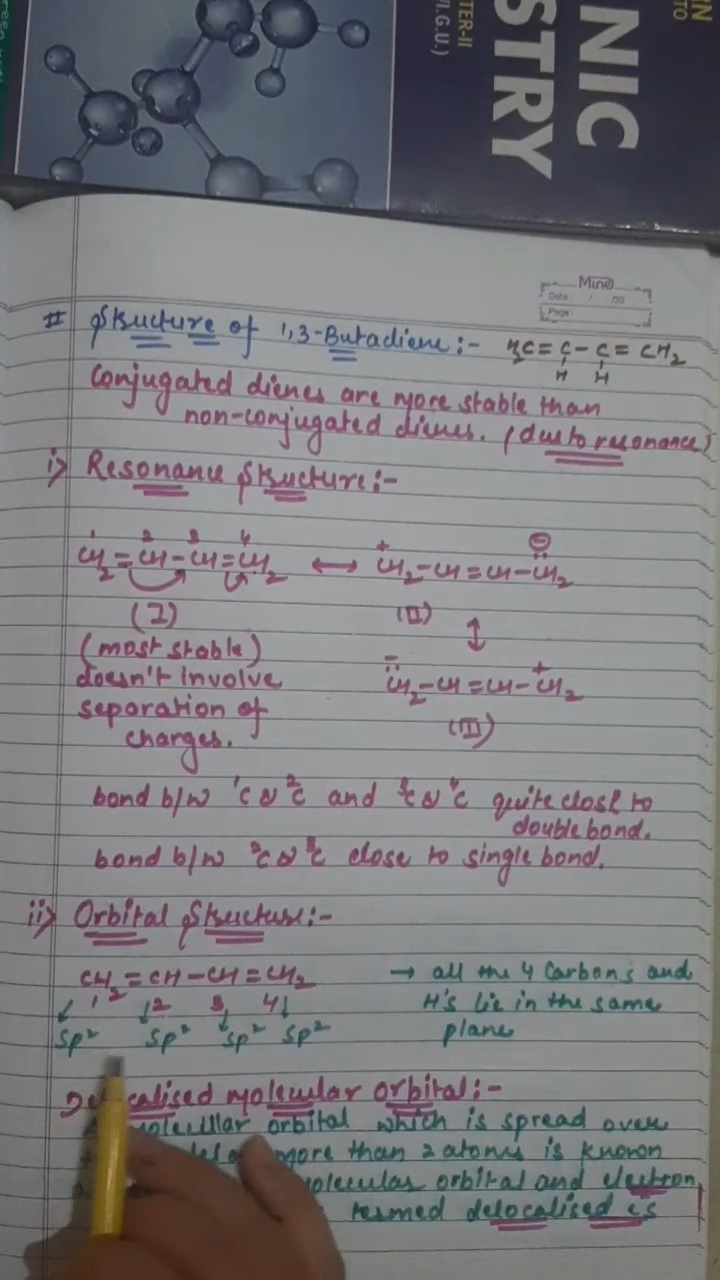 NIC
STRY
TER-II
I.G.U.)
Mino
Date : / /20
Page :
# Structure of 1,3-Butadiene :- H₂C = C - C = CH₂
H H
Conjugated dienes are more stable than
non-conjugated dienes. (due to resonance)
i) Resonance Structure :-
1 2 3 4
CH₂ = CH - CH = CH₂ ↔ +CH₂ - CH = CH - C̈H₂ ⊖
(I) (II)
(most stable) ↕
doesn't involve −C̈H₂ - CH = CH - +CH₂
separation of (III)
charges.
bond b/w ¹C & ²C and ³C & ⁴C quite close to
double bond.
bond b/w ²C & ³C close to single bond.
ii) Orbital Structure :-
CH₂ = CH - CH = CH₂ → all the 4 Carbons and
1 2 3 4 H's lie in the same
sp² sp² sp² sp² plane
Delocalised molecular orbital :-
molecular orbital which is spread over
more than 2 atoms is known
molecular orbital and electron
termed delocalised es